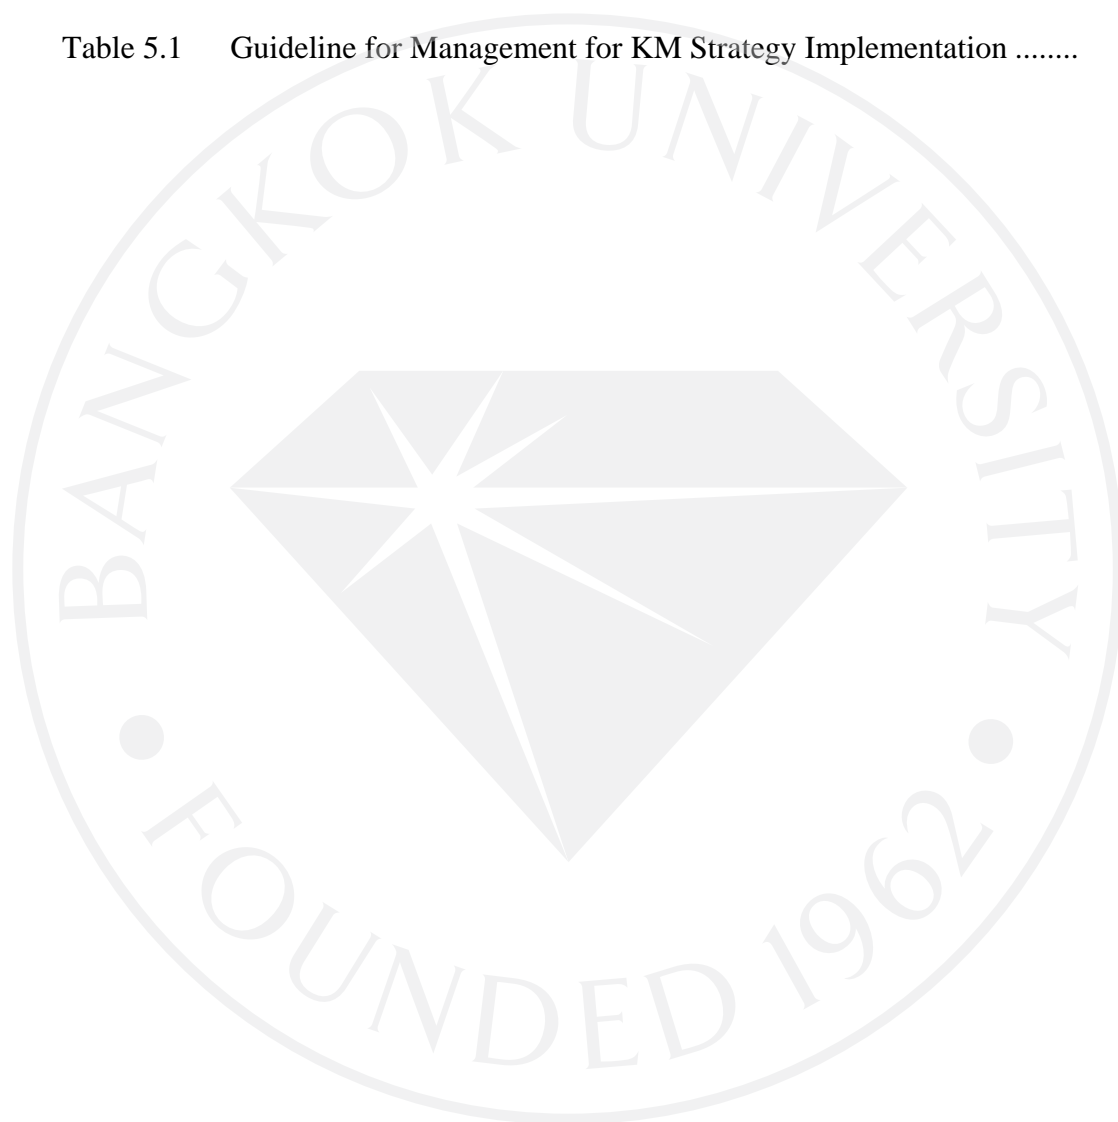 Table 5.1 Guideline for Management for KM Strategy Implementation ........
BANGKOK UNIVERSITY
FOUNDED 1962